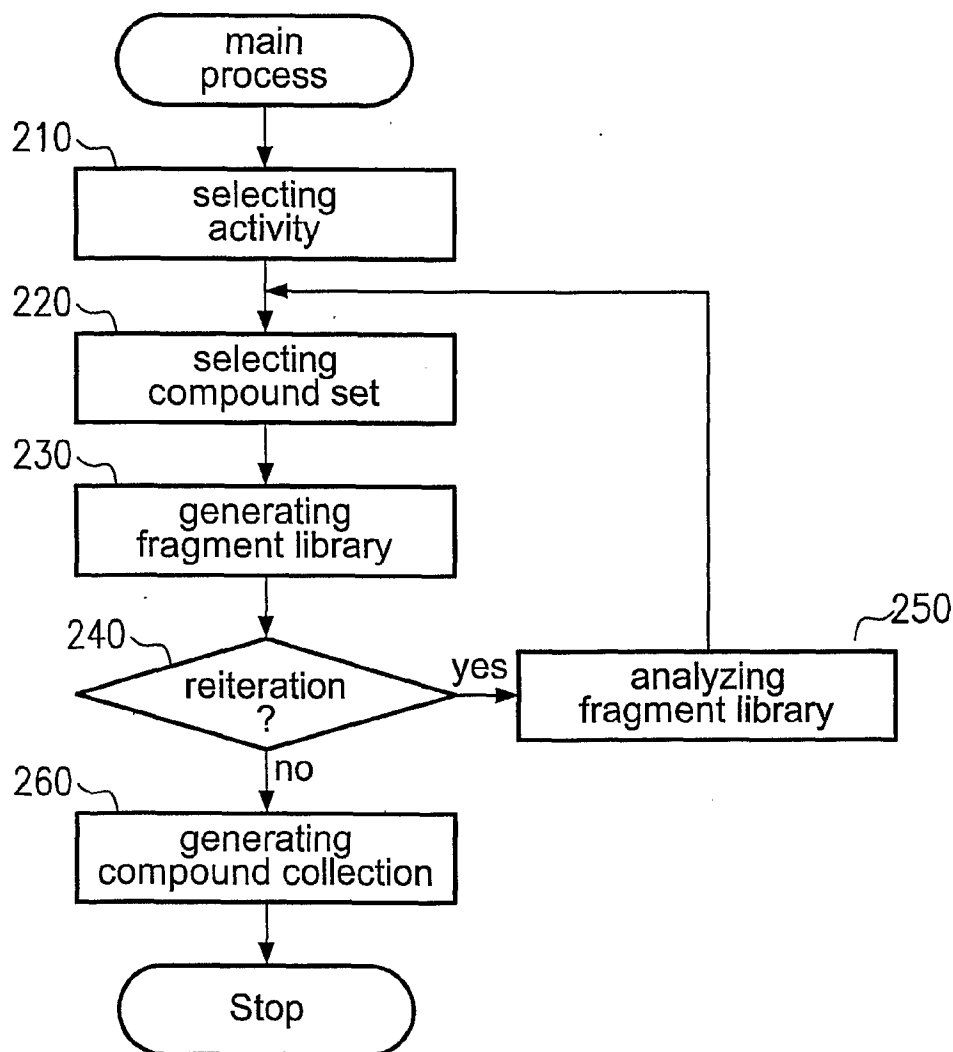 main
process
210
selecting
activity
220
selecting
compound set
230
generating
fragment library
240
reiteration
?
yes
250
analyzing
fragment library
no
260
generating
compound collection
Stop